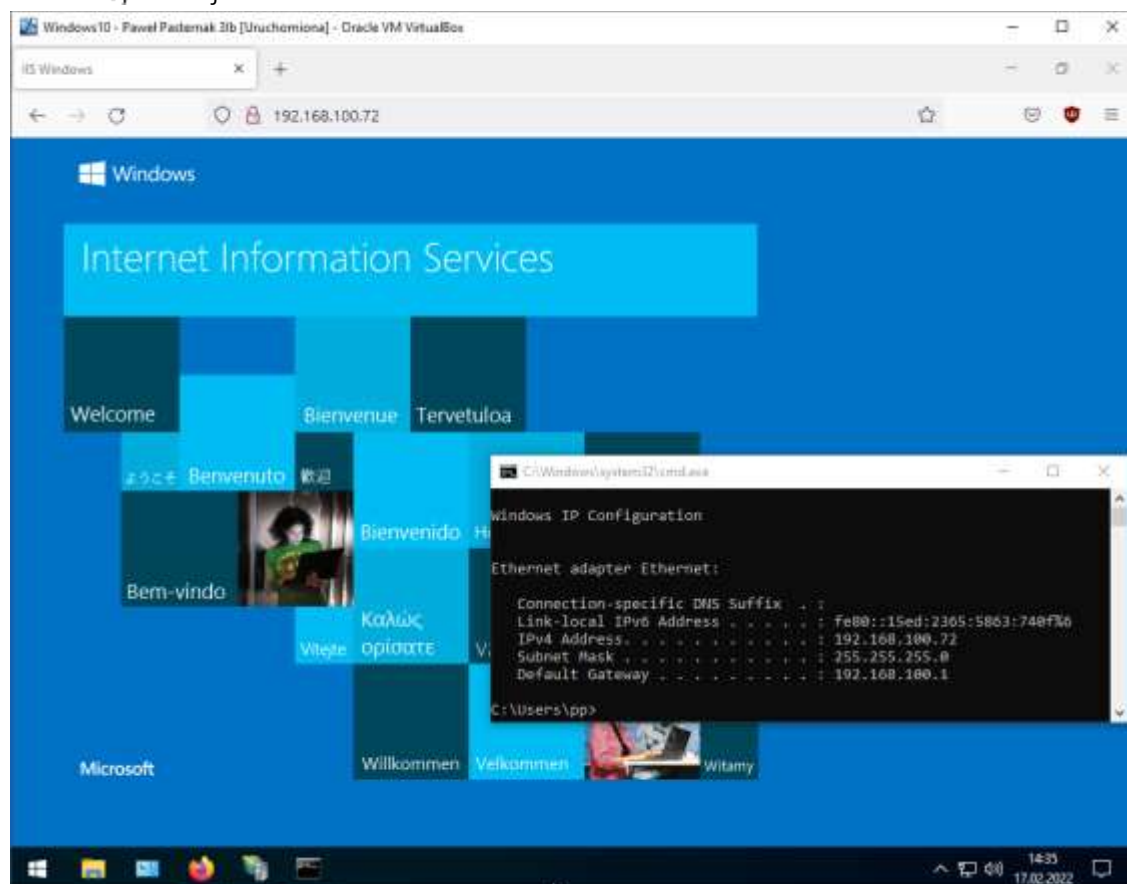 Windows10 - Pawel Pasternak 3lb [Uruchomiona] - Oracle VM VirtualBox
IIS Windows
192.168.100.72
Windows
Internet Information Services
Welcome
Bienvenue
Tervetuloa
ようこそ
Benvenuto
歡迎
Bienvenido
Bem-vindo
Vítejte
Καλώς
ορίσατε
Willkommen
Velkommen
Witamy
Microsoft
C:\Windows\system32\cmd.exe
Windows IP Configuration
Ethernet adapter Ethernet:
Connection-specific DNS Suffix . :
Link-local IPv6 Address . . . . . : fe80::15ed:2365:5863:740f%6
IPv4 Address. . . . . . . . . . . : 192.168.100.72
Subnet Mask . . . . . . . . . . . : 255.255.255.0
Default Gateway . . . . . . . . . : 192.168.100.1
C:\Users\pp>
14:35
17.02.2022